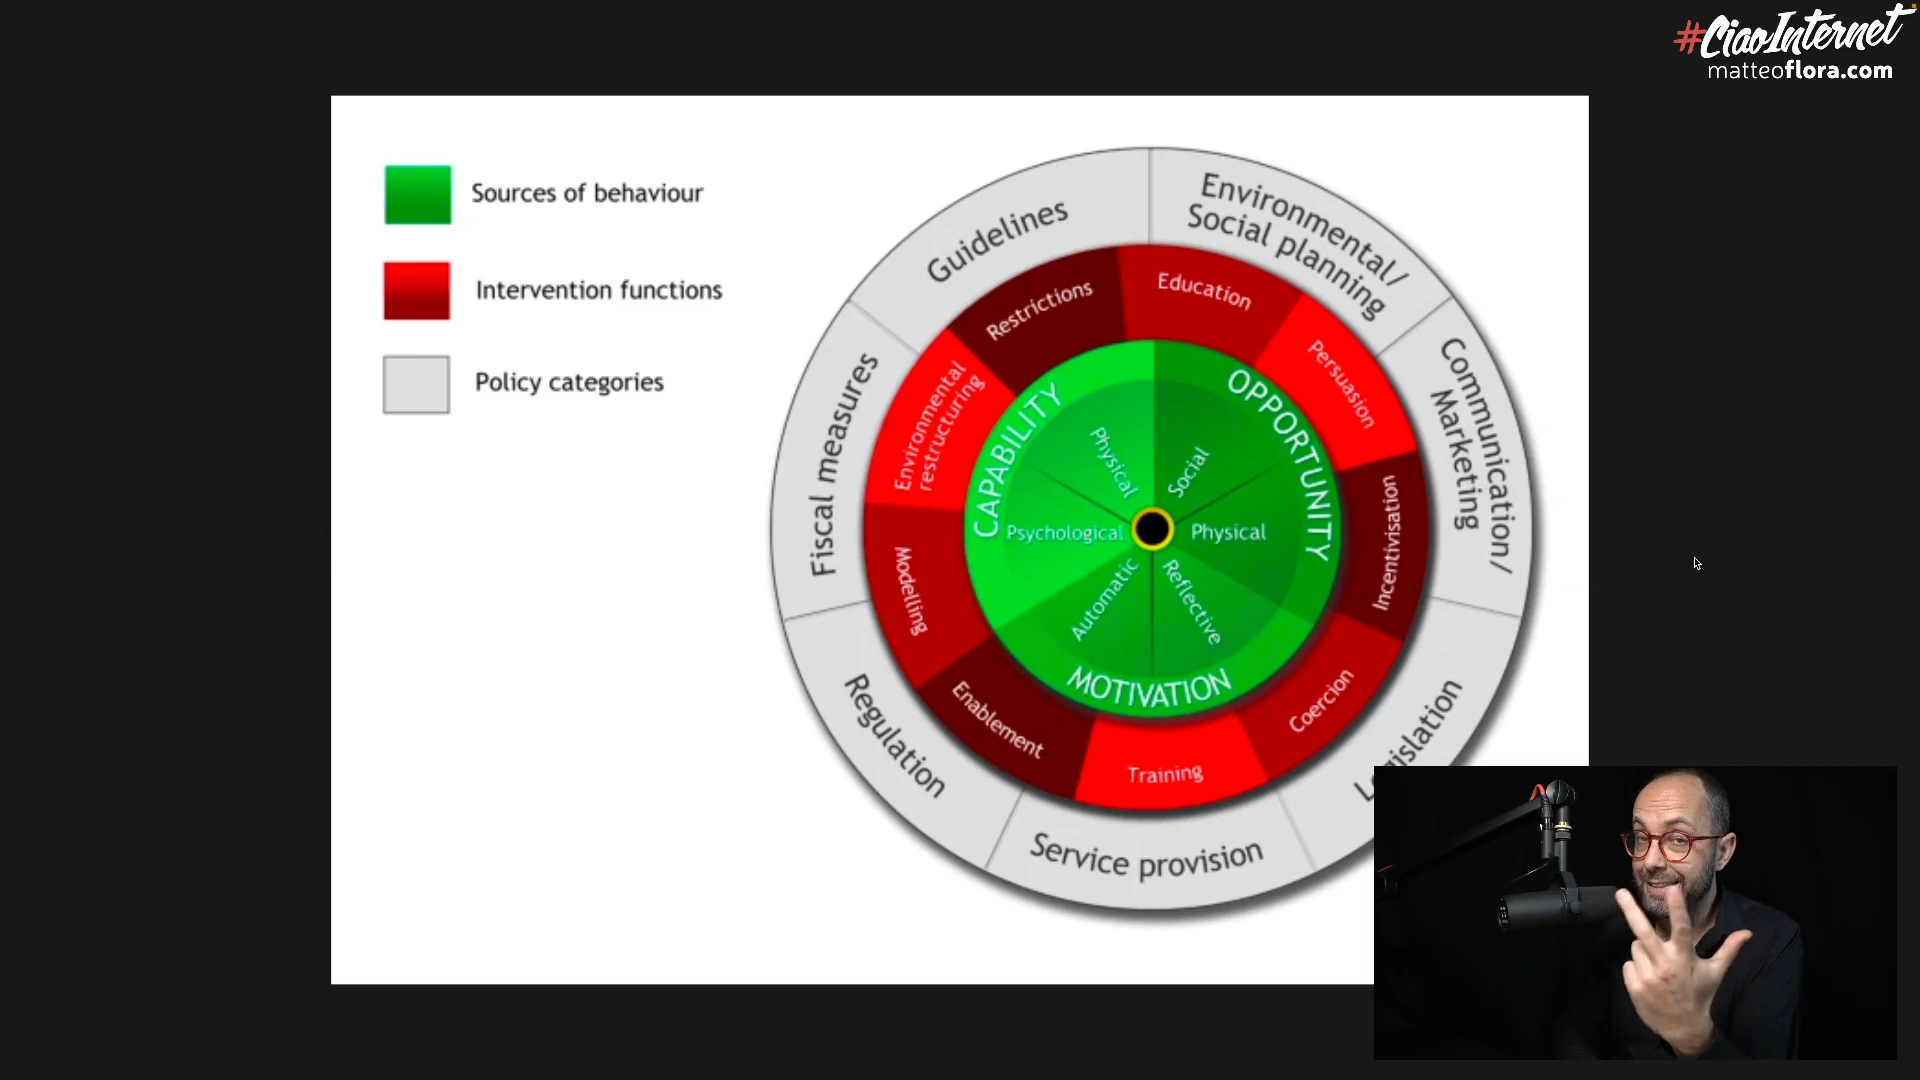 #CiaoInternet
matteoflora.com
Sources of behaviour
Intervention functions
Policy categories
Guidelines
Environmental/
Social planning
Communication/
Marketing
Legislation
Service provision
Regulation
Fiscal measures
Restrictions
Education
Persuasion
Incentivisation
Coercion
Training
Enablement
Modelling
Environmental
restructuring
CAPABILITY
OPPORTUNITY
MOTIVATION
Physical
Social
Psychological
Physical
Automatic
Reflective